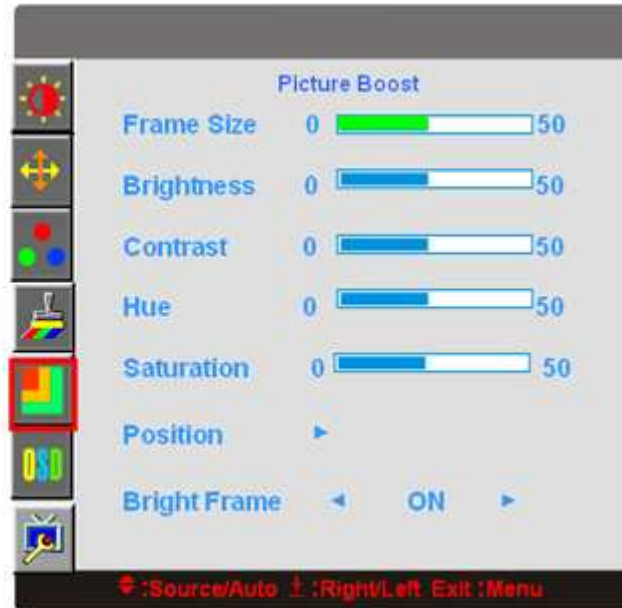 Picture Boost
Frame Size 0 50
Brightness 0 50
Contrast 0 50
Hue 0 50
Saturation 0 50
Position
OSD
Bright Frame ON
:Source/Auto :Right/Left Exit :Menu